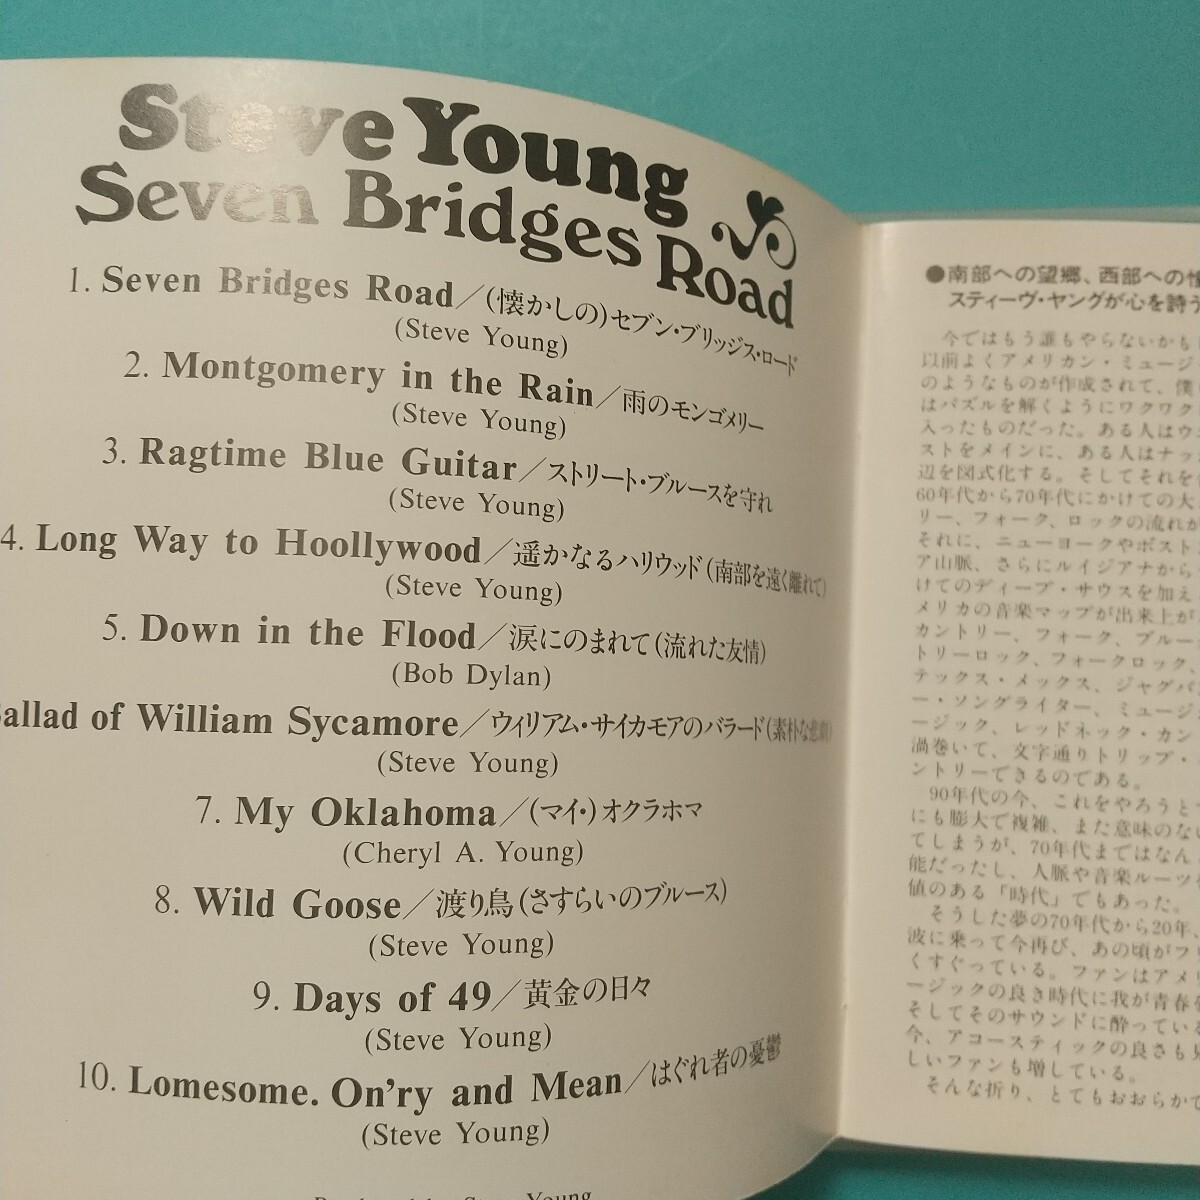 Steve Young
Seven Bridges Road
1. Seven Bridges Road／(懐かしの)セブン・ブリッジス・ロード
(Steve Young)
2. Montgomery in the Rain／雨のモンゴメリー
(Steve Young)
3. Ragtime Blue Guitar／ストリート・ブルースを守れ
(Steve Young)
4. Long Way to Hoollywood／遥かなるハリウッド(南部を遠く離れて)
(Steve Young)
5. Down in the Flood／涙にのまれて(流れた友情)
(Bob Dylan)
Ballad of William Sycamore／ウィリアム・サイカモアのバラード(素朴な悲劇)
(Steve Young)
7. My Oklahoma／(マイ・)オクラホマ
(Cheryl A. Young)
8. Wild Goose／渡り鳥(さすらいのブルース)
(Steve Young)
9. Days of 49／黄金の日々
(Steve Young)
10. Lomesome. On'ry and Mean／はぐれ者の憂鬱
(Steve Young)
Steve Young
●南部への望郷、西部への憧
スティーヴ・ヤングが心を詩う
今ではもう誰もやらないかも
以前よくアメリカン・ミュージ
のようなものが作成されて、僕
はパズルを解くようにワクワク
入ったものだった。ある人はウ
ストをメインに、ある人はナッ
辺を図式化する。そしてそれを
60年代から70年代にかけての大
リー、フォーク、ロックの流れが
それに、ニューヨークやボスト
ア山脈、さらにルイジアナから
けてのディープ・サウスを加え
メリカの音楽マップが出来上が
カントリー、フォーク、ブルー
トリーロック、フォークロック、
テックス・メックス、ジャグバ
ー・ソングライター、ミュージ
ージック、レッドネック・カン
渦巻いて、文字通りトリップ・
ントリーできるのである。
90年代の今、これをやろうと
にも膨大で複雑、また意味のな
てしまうが、70年代まではなん
能だったし、人脈や音楽ルーツ
値のある「時代」でもあった。
そうした夢の70年代から20年、
波に乗って今再び、あの頃がフ
くすぐっている。ファンはアメ
ージックの良き時代に我が青春
そしてそのサウンドに酔っている
今、アコースティックの良さも見
しいファンも増している。
そんな折り、とてもおおらかで